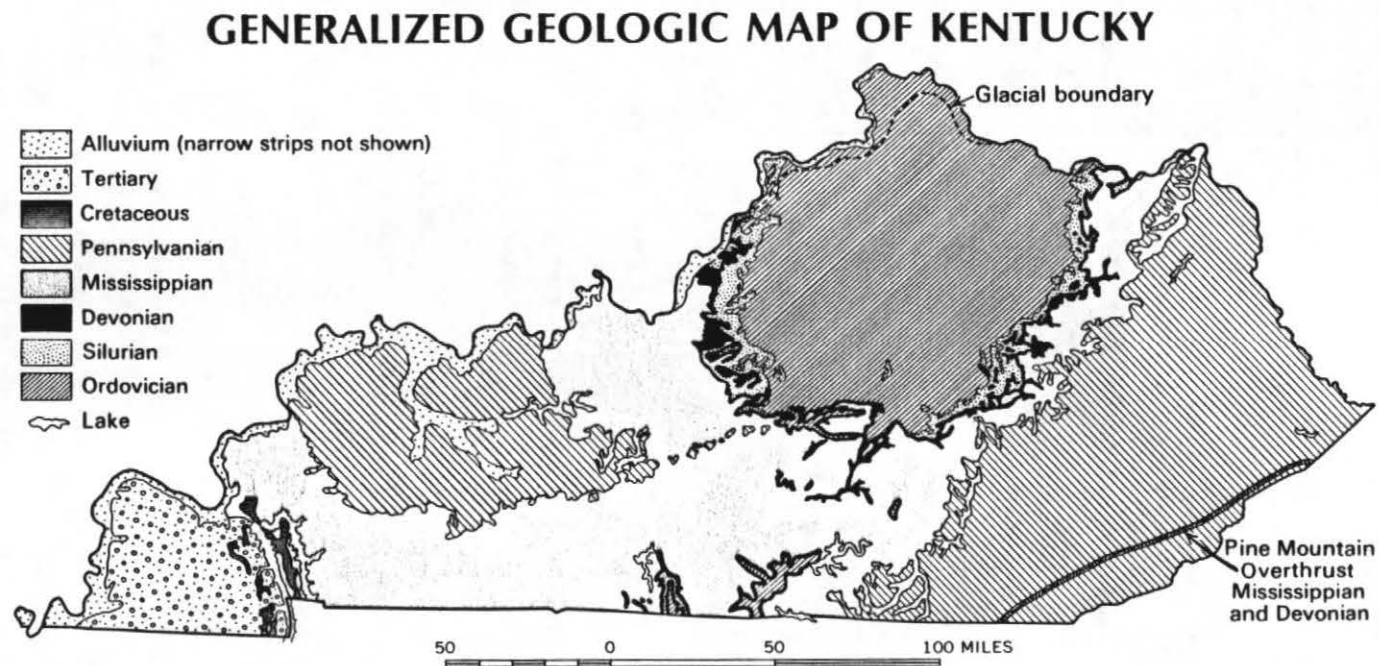 GENERALIZED GEOLOGIC MAP OF KENTUCKY
Glacial boundary
Alluvium (narrow strips not shown)
Tertiary
Cretaceous
Pennsylvanian
Mississippian
Devonian
Silurian
Ordovician
Lake
Pine Mountain
Overthrust
Mississippian
and Devonian
50 0 50 100 MILES